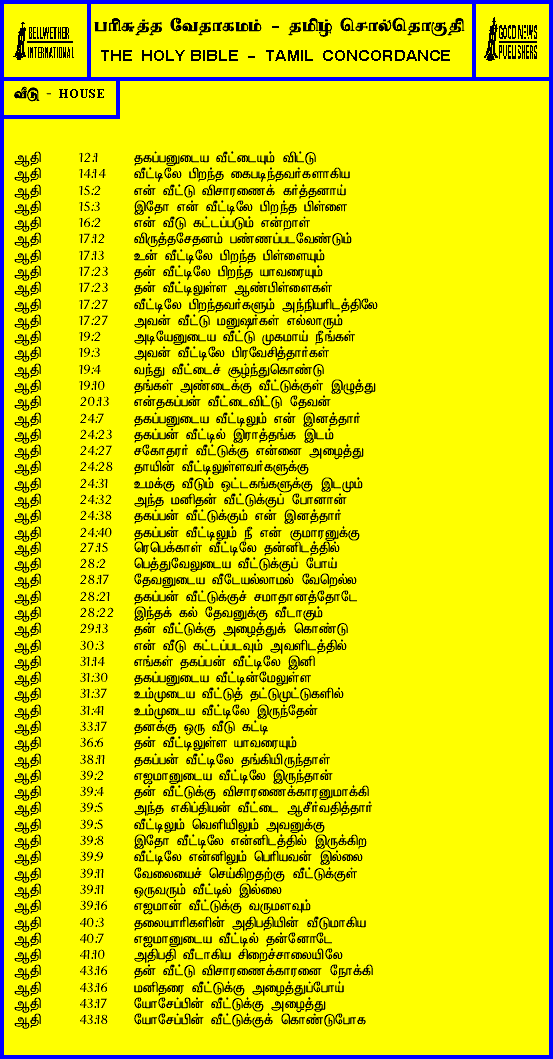 BELLWETHER
INTERNATIONAL
பரிசுத்த வேதாகமம் - தமிழ் சொல்தொகுதி
THE HOLY BIBLE - TAMIL CONCORDANCE
GOOD NEWS
PUBLISHERS
வீடு - HOUSE
ஆதி 12:1 தகப்பனுடைய வீட்டையும் விட்டு
ஆதி 14:14 வீட்டிலே பிறந்த கைபடிந்தவர்களாகிய
ஆதி 15:2 என் வீட்டு விசாரணைக் கர்த்தனாய்
ஆதி 15:3 இதோ என் வீட்டிலே பிறந்த பிள்ளை
ஆதி 16:2 என் வீடு கட்டப்படும் என்றாள்
ஆதி 17:12 விருத்தசேதனம் பண்ணப்படவேண்டும்
ஆதி 17:13 உன் வீட்டிலே பிறந்த பிள்ளையும்
ஆதி 17:23 தன் வீட்டிலே பிறந்த யாவரையும்
ஆதி 17:23 தன் வீட்டிலுள்ள ஆண்பிள்ளைகள்
ஆதி 17:27 வீட்டிலே பிறந்தவர்களும் அந்நியரிடத்திலே
ஆதி 17:27 அவன் வீட்டு மனுஷர்கள் எல்லாரும்
ஆதி 19:2 அடியேனுடைய வீட்டு முகமாய் நீங்கள்
ஆதி 19:3 அவன் வீட்டிலே பிரவேசித்தார்கள்
ஆதி 19:4 வந்து வீட்டைச் சூழ்ந்துகொண்டு
ஆதி 19:10 தங்கள் அண்டைக்கு வீட்டுக்குள் இழுத்து
ஆதி 20:13 என்தகப்பன் வீட்டைவிட்டு தேவன்
ஆதி 24:7 தகப்பனுடைய வீட்டிலும் என் இனத்தார்
ஆதி 24:23 தகப்பன் வீட்டில் இராத்தங்க இடம்
ஆதி 24:27 சகோதரர் வீட்டுக்கு என்னை அழைத்து
ஆதி 24:28 தாயின் வீட்டிலுள்ளவர்களுக்கு
ஆதி 24:31 உமக்கு வீடும் ஒட்டகங்களுக்கு இடமும்
ஆதி 24:32 அந்த மனிதன் வீட்டுக்குப் போனான்
ஆதி 24:38 தகப்பன் வீட்டுக்கும் என் இனத்தார்
ஆதி 24:40 தகப்பன் வீட்டிலும் நீ என் குமாரனுக்கு
ஆதி 27:15 ரெபெக்காள் வீட்டிலே தன்னிடத்தில்
ஆதி 28:2 பெத்துவேலுடைய வீட்டுக்குப் போய்
ஆதி 28:17 தேவனுடைய வீடேயல்லாமல் வேறெல்ல
ஆதி 28:21 தகப்பன் வீட்டுக்குச் சமாதானத்தோடே
ஆதி 28:22 இந்தக் கல் தேவனுக்கு வீடாகும்
ஆதி 29:13 தன் வீட்டுக்கு அழைத்துக் கொண்டு
ஆதி 30:3 என் வீடு கட்டப்படவும் அவளிடத்தில்
ஆதி 31:14 எங்கள் தகப்பன் வீட்டிலே இனி
ஆதி 31:30 தகப்பனுடைய வீட்டின்மேலுள்ள
ஆதி 31:37 உம்முடைய வீட்டுத் தட்டுமுட்டுகளில்
ஆதி 31:41 உம்முடைய வீட்டிலே இருந்தேன்
ஆதி 33:17 தனக்கு ஒரு வீடு கட்டி
ஆதி 36:6 தன் வீட்டிலுள்ள யாவரையும்
ஆதி 38:11 தகப்பன் வீட்டிலே தங்கியிருந்தாள்
ஆதி 39:2 எஜமானுடைய வீட்டிலே இருந்தான்
ஆதி 39:4 தன் வீட்டுக்கு விசாரணைக்காரனுமாக்கி
ஆதி 39:5 அந்த எகிப்தியன் வீட்டை ஆசீர்வதித்தார்
ஆதி 39:5 வீட்டிலும் வெளியிலும் அவனுக்கு
ஆதி 39:8 இதோ வீட்டிலே என்னிடத்தில் இருக்கிற
ஆதி 39:9 வீட்டிலே என்னிலும் பெரியவன் இல்லை
ஆதி 39:11 வேலையைச் செய்கிறதற்கு வீட்டுக்குள்
ஆதி 39:11 ஒருவரும் வீட்டில் இல்லை
ஆதி 39:16 எஜமான் வீட்டுக்கு வருமளவும்
ஆதி 40:3 தலையாரிகளின் அதிபதியின் வீடுமாகிய
ஆதி 40:7 எஜமானுடைய வீட்டில் தன்னோடே
ஆதி 41:10 அதிபதி வீடாகிய சிறைச்சாலையிலே
ஆதி 43:16 தன் வீட்டு விசாரணைக்காரனை நோக்கி
ஆதி 43:16 மனிதரை வீட்டுக்கு அழைத்துப்போய்
ஆதி 43:17 யோசேப்பின் வீட்டுக்கு அழைத்து
ஆதி 43:18 யோசேப்பின் வீட்டுக்குக் கொண்டுபோக